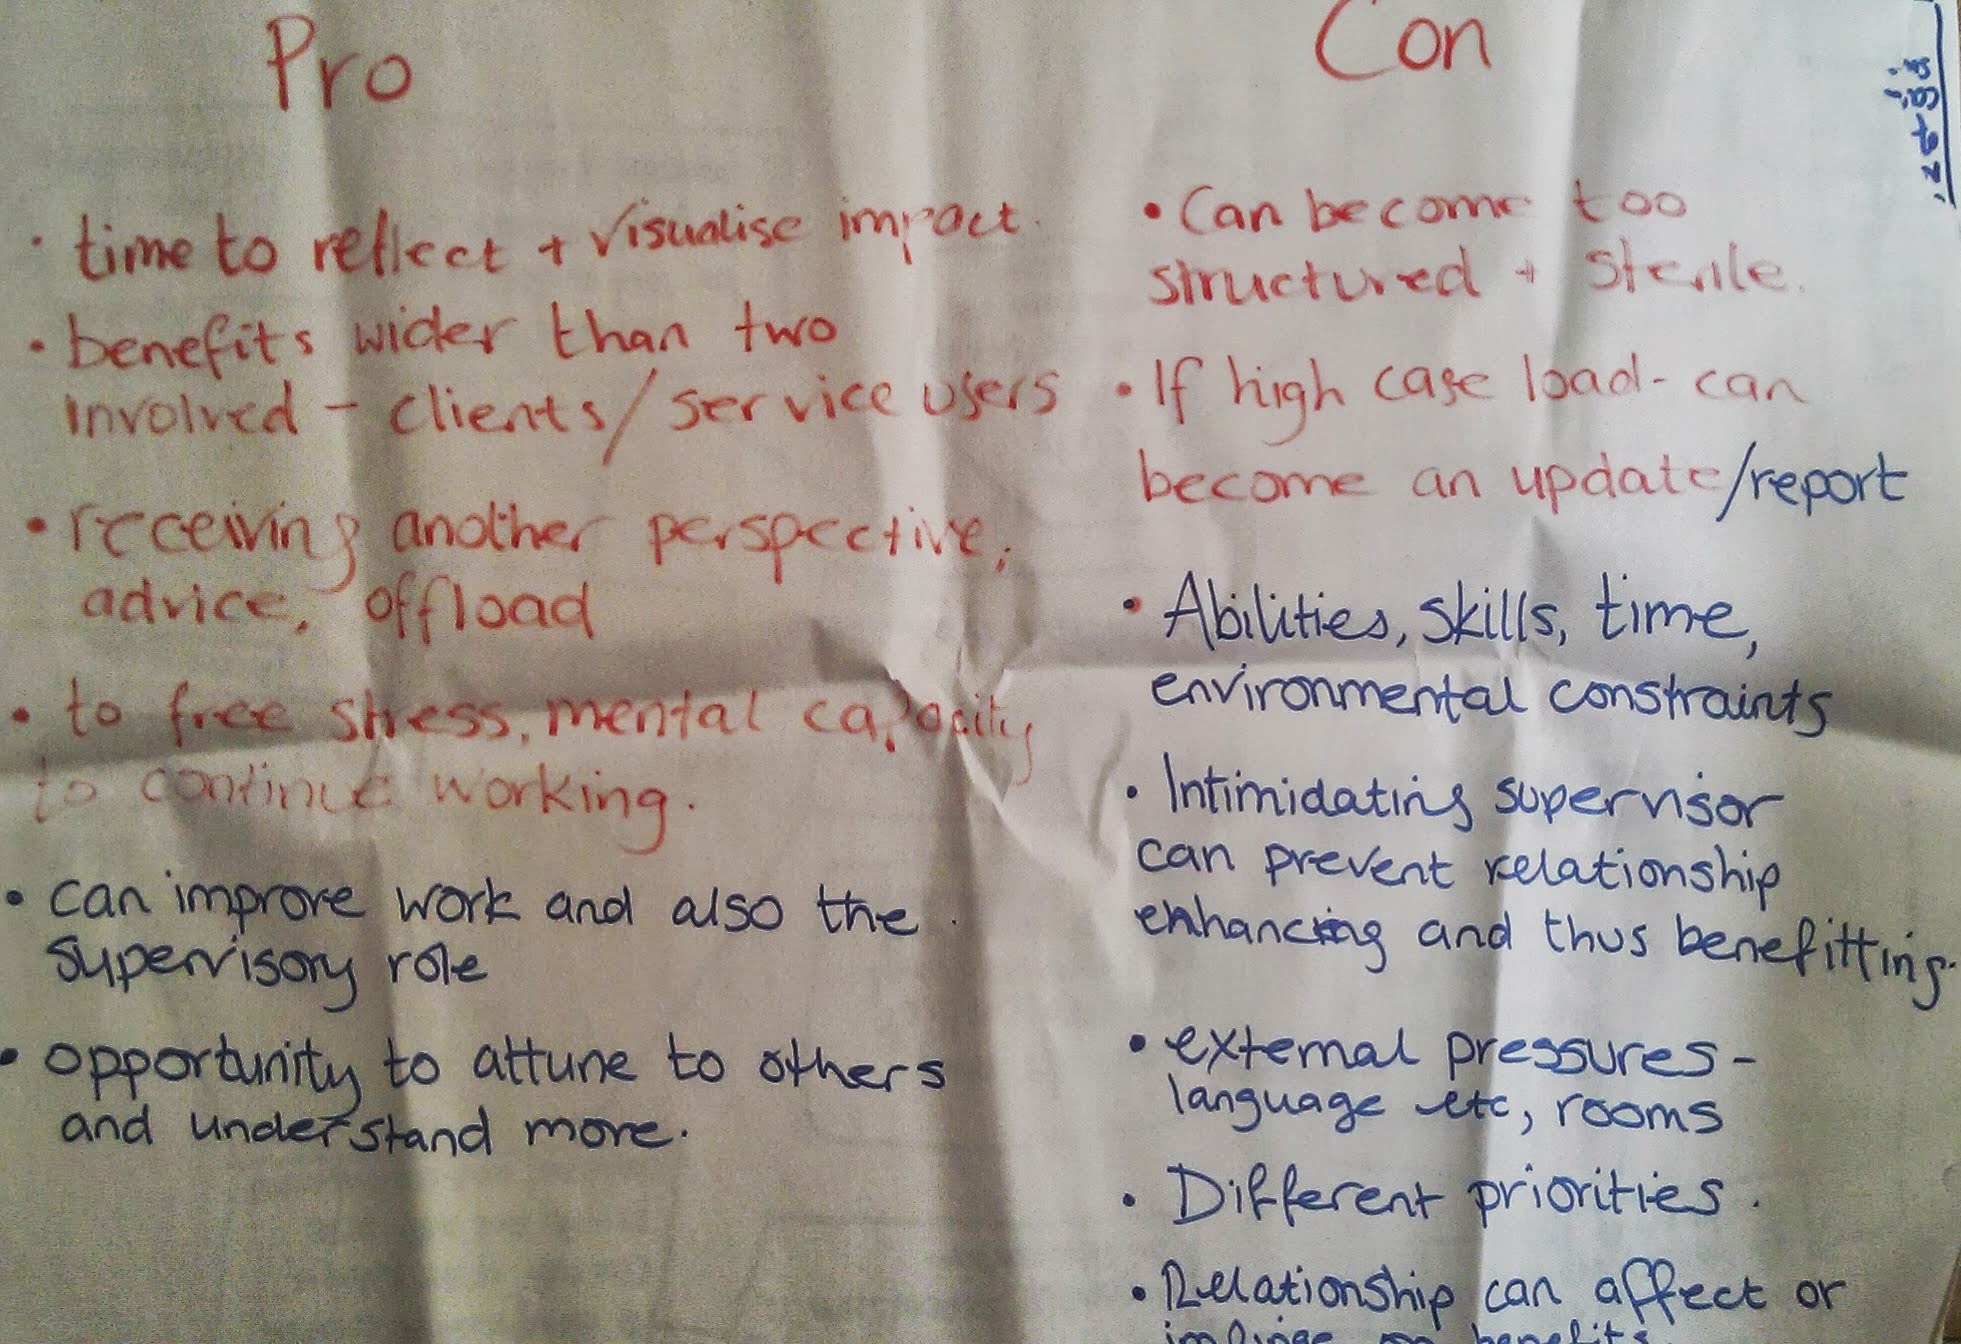 Pro
• time to reflect + visualise impact.
• benefits wider than two
involved - clients/service users
• receiving another perspective,
advice, offload
• to free stress, mental capacity
to continue working.
• can improve work and also the
supervisory role
• opportunity to attune to others
and understand more.
Con
• Can become too
structured + sterile.
• If high case load - can
become an update/report
• Abilities, skills, time,
environmental constraints
• Intimidating supervisor
can prevent relationship
enhancing and thus benefitting.
• external pressures -
language etc, rooms
• Different priorities.
• Relationship can affect or
impinge on benefits